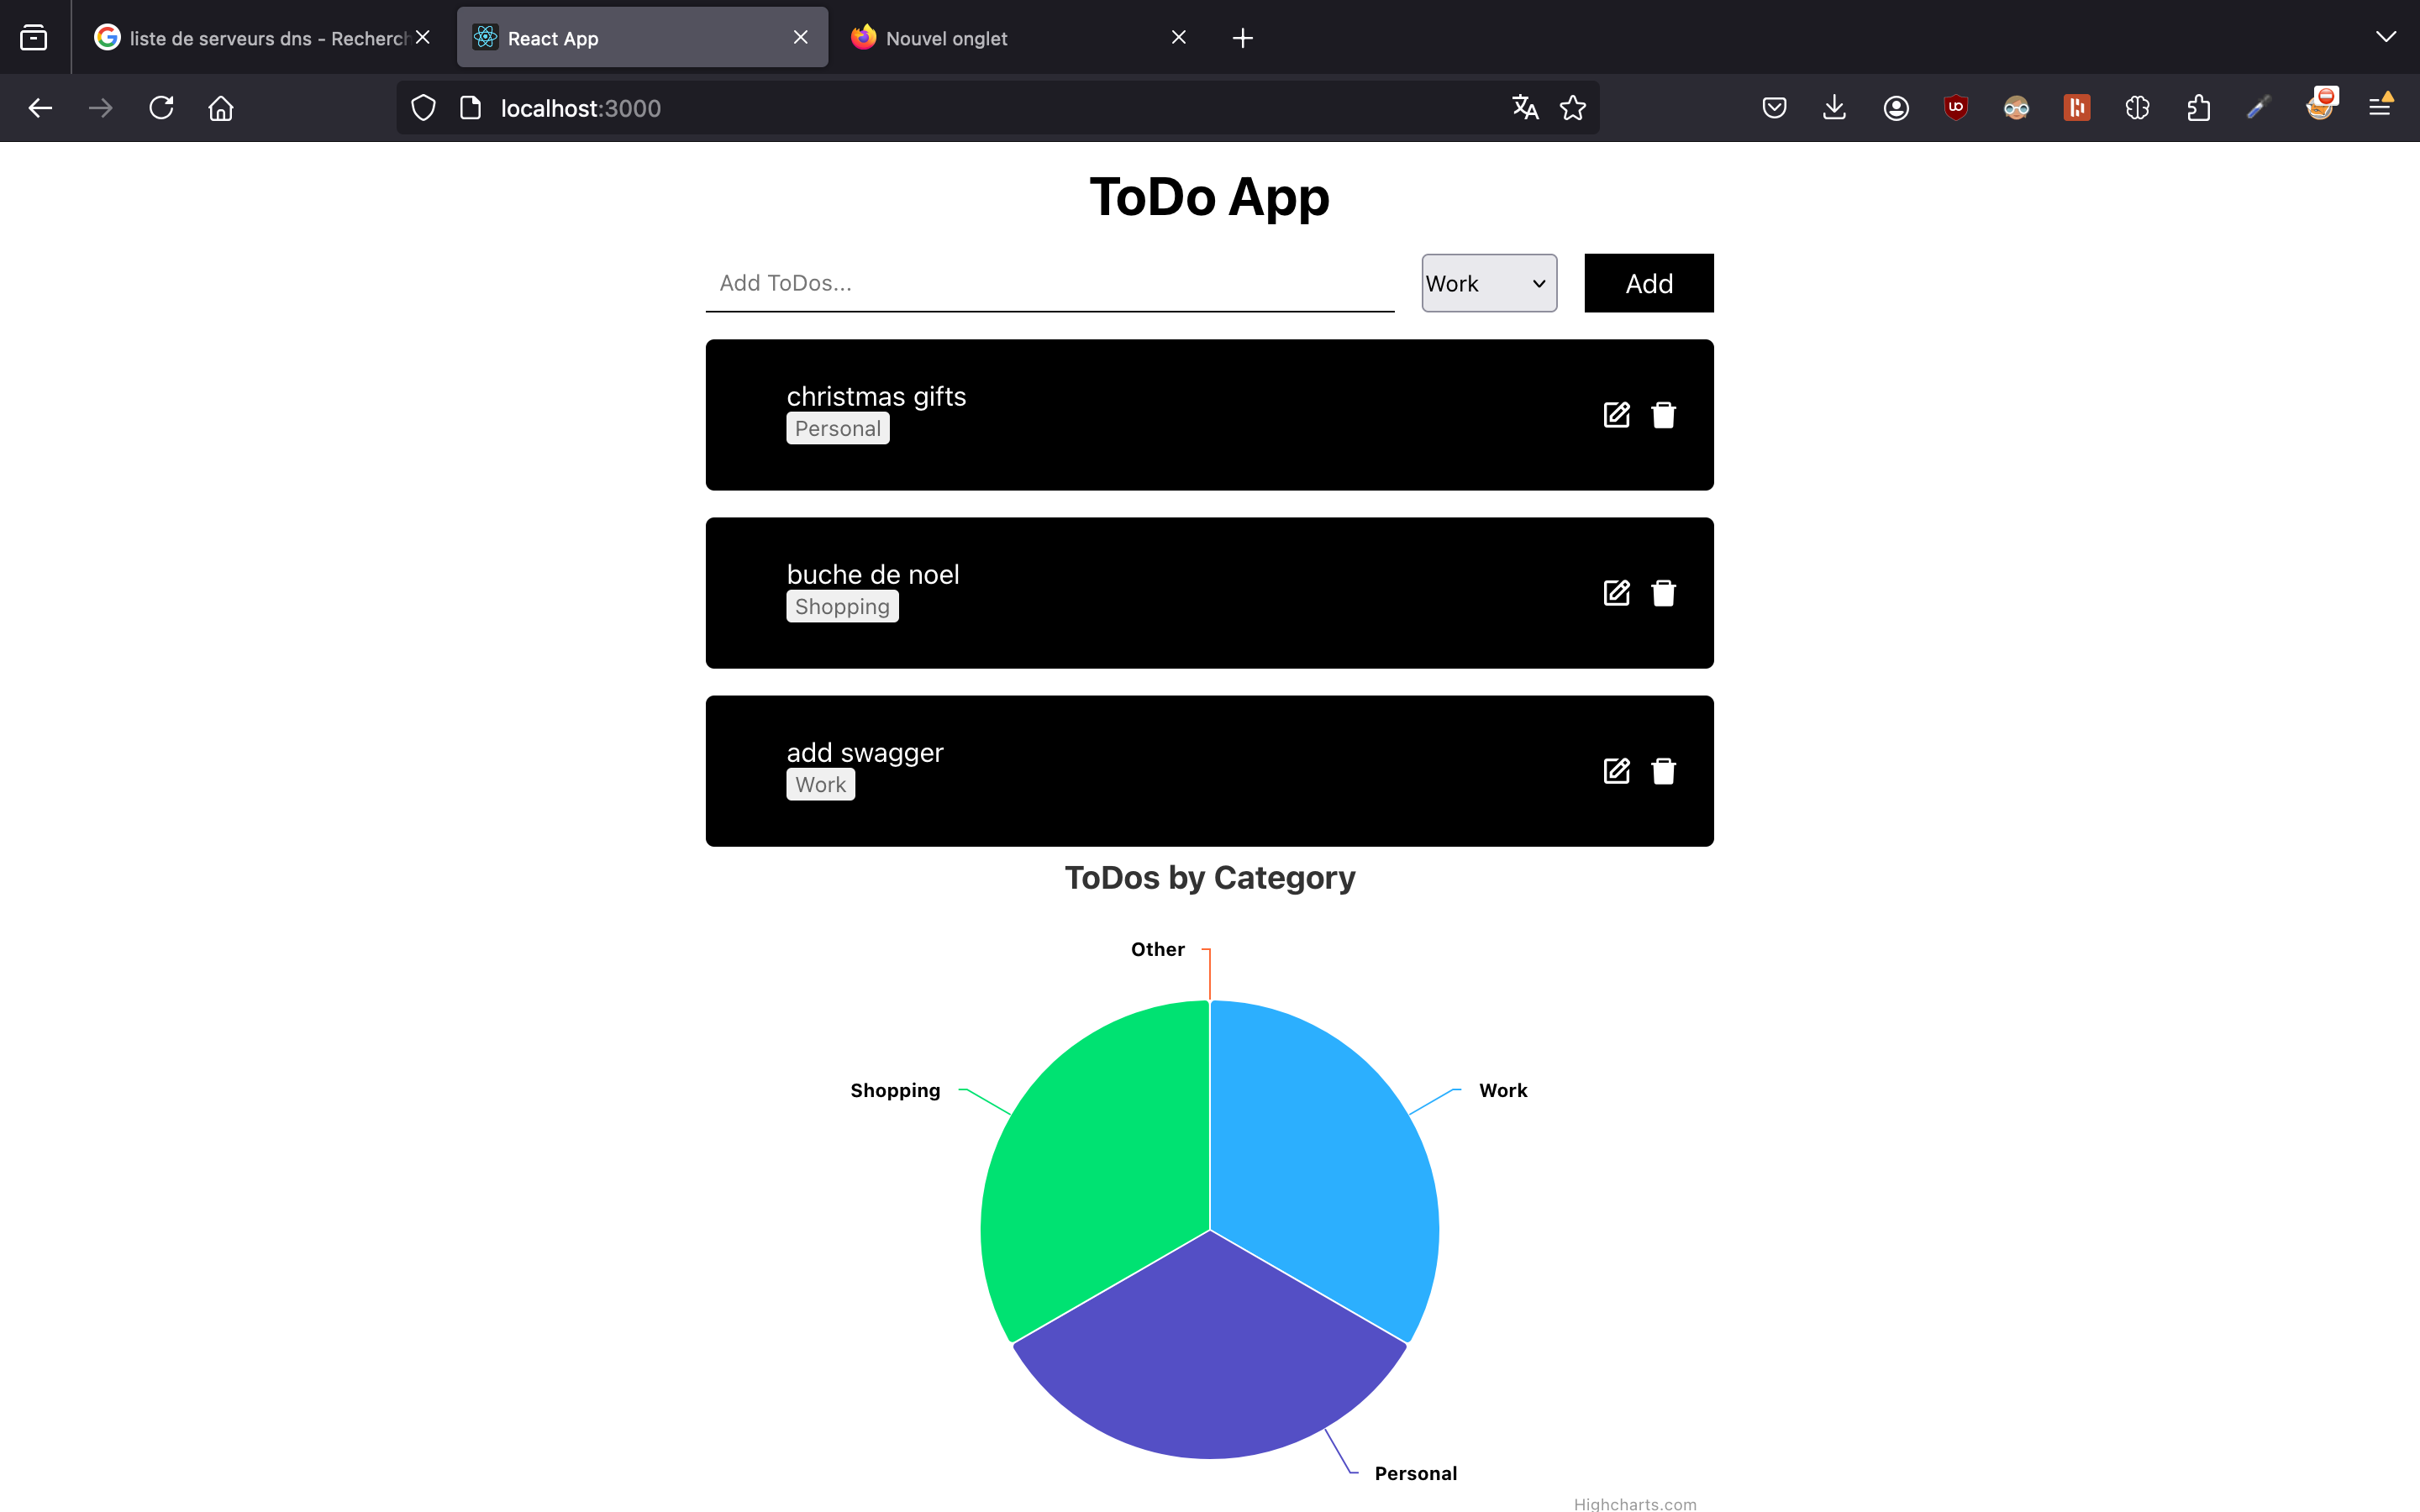 liste de serveurs dns - Recherch
React App
Nouvel onglet
localhost:3000
ToDo App
Add ToDos...
Work
Add
christmas gifts
Personal
buche de noel
Shopping
add swagger
Work
ToDos by Category
Other
Shopping
Work
Personal
Highcharts.com